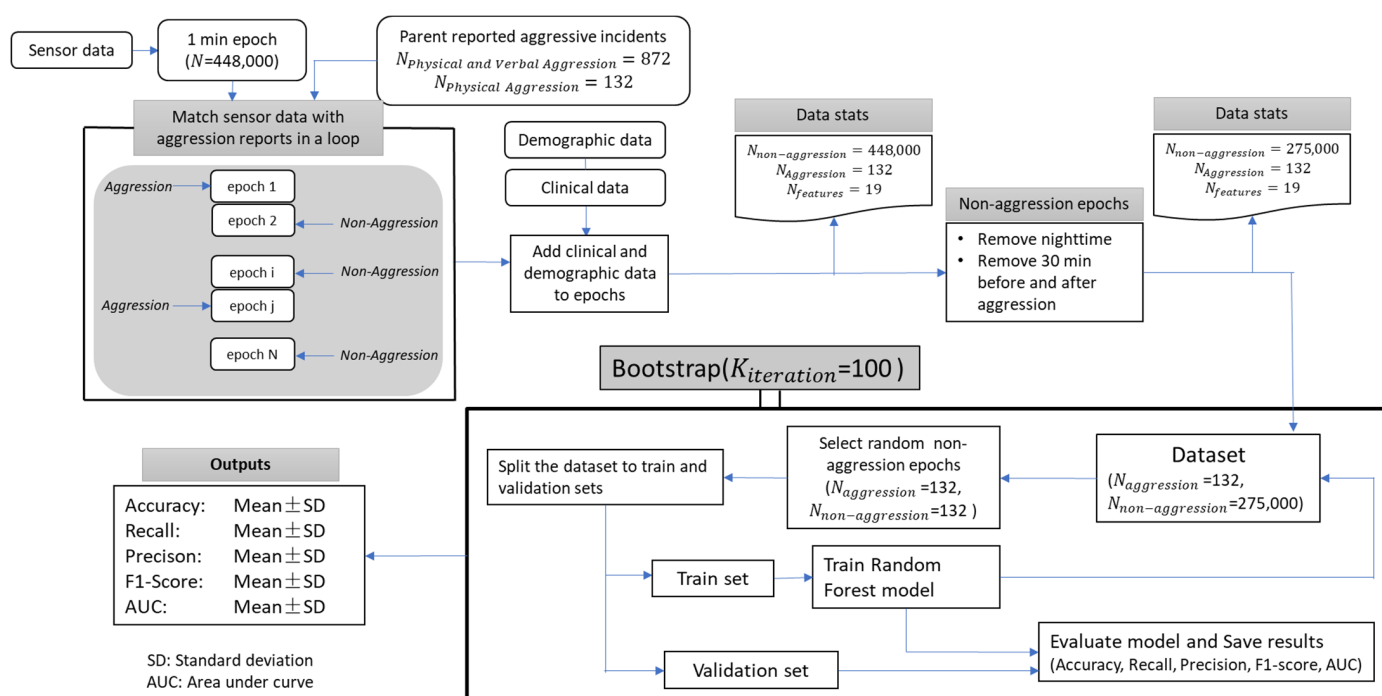 Sensor data
1 min epoch
(N=448,000)
Parent reported aggressive incidents
N_Physical and Verbal Aggression = 872
N_Physical Aggression = 132
Match sensor data with
aggression reports in a loop
Aggression
epoch 1
epoch 2
Non-Aggression
epoch i
Non-Aggression
Aggression
epoch j
epoch N
Non-Aggression
Demographic data
Clinical data
Add clinical and
demographic data
to epochs
Data stats
N_non-aggression = 448,000
N_Aggression = 132
N_features = 19
Non-aggression epochs
• Remove nighttime
• Remove 30 min
before and after
aggression
Data stats
N_non-aggression = 275,000
N_Aggression = 132
N_features = 19
Bootstrap(K_iteration=100 )
Dataset
(N_aggression =132,
N_non-aggression=275,000)
Select random non-
aggression epochs
(N_aggression =132,
N_non-aggression=132 )
Split the dataset to train and
validation sets
Train set
Train Random
Forest model
Validation set
Evaluate model and Save results
(Accuracy, Recall, Precision, F1-score, AUC)
Outputs
Accuracy: Mean±SD
Recall: Mean±SD
Precison: Mean±SD
F1-Score: Mean±SD
AUC: Mean±SD
SD: Standard deviation
AUC: Area under curve